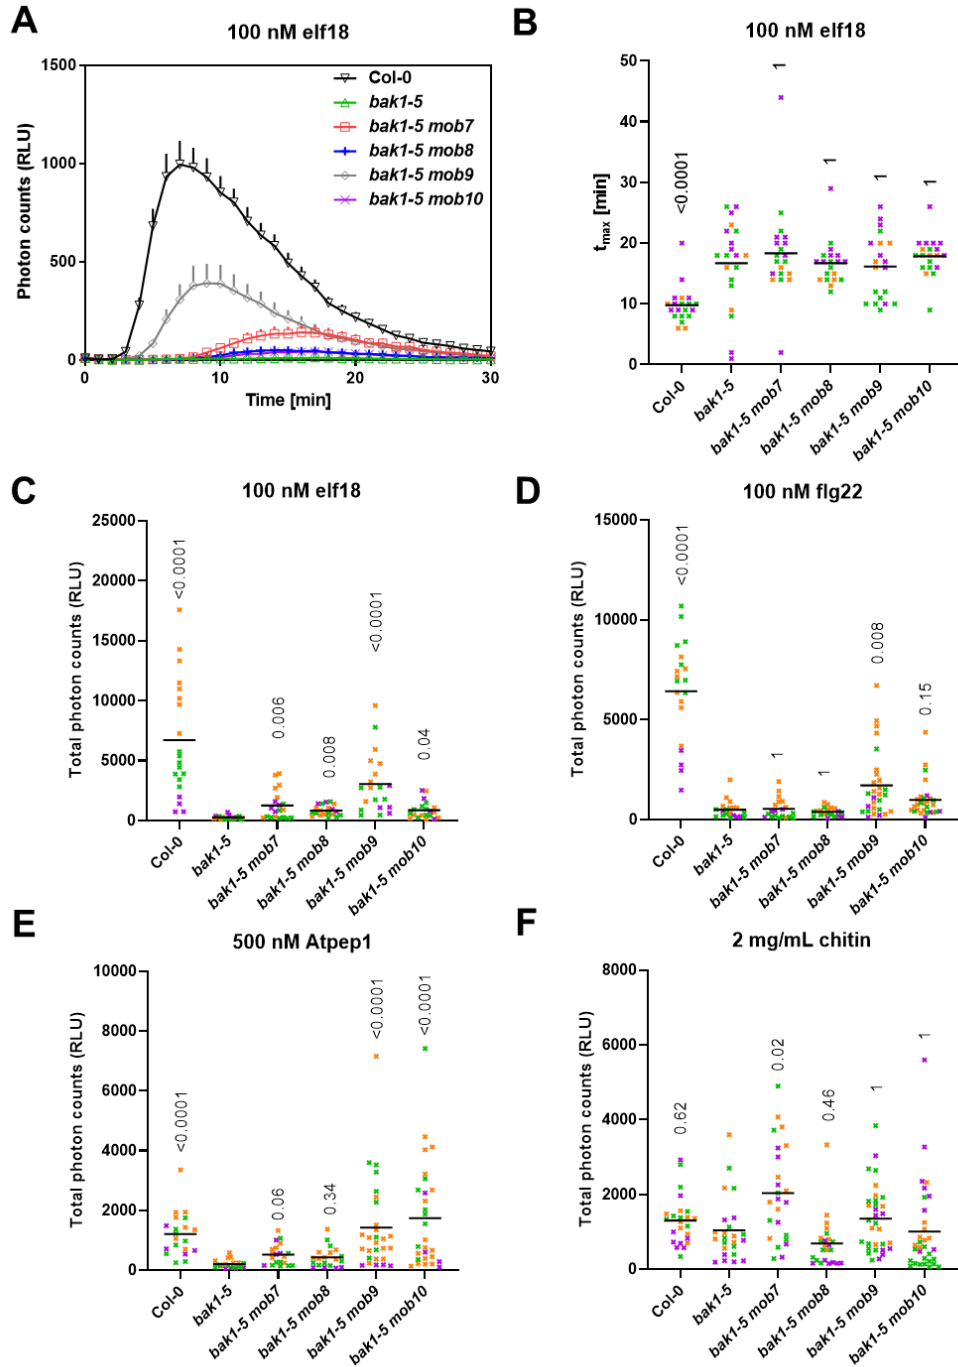 A
100 nM elf18
Photon counts (RLU)
1500
1000
500
0
0
10
20
30
Time [min]
Col-0
bak1-5
bak1-5 mob7
bak1-5 mob8
bak1-5 mob9
bak1-5 mob10
B
100 nM elf18
tmax [min]
50
40
30
20
10
0
<0.0001
1
1
1
1
Col-0
bak1-5
bak1-5 mob7
bak1-5 mob8
bak1-5 mob9
bak1-5 mob10
C
100 nM elf18
Total photon counts (RLU)
25000
20000
15000
10000
5000
0
<0.0001
0.006
0.008
<0.0001
0.04
Col-0
bak1-5
bak1-5 mob7
bak1-5 mob8
bak1-5 mob9
bak1-5 mob10
D
100 nM flg22
Total photon counts (RLU)
15000
10000
5000
0
<0.0001
1
1
0.008
0.15
Col-0
bak1-5
bak1-5 mob7
bak1-5 mob8
bak1-5 mob9
bak1-5 mob10
E
500 nM Atpep1
Total photon counts (RLU)
10000
8000
6000
4000
2000
0
<0.0001
0.06
0.34
<0.0001
<0.0001
Col-0
bak1-5
bak1-5 mob7
bak1-5 mob8
bak1-5 mob9
bak1-5 mob10
F
2 mg/mL chitin
Total photon counts (RLU)
8000
6000
4000
2000
0
0.62
0.02
0.46
1
1
Col-0
bak1-5
bak1-5 mob7
bak1-5 mob8
bak1-5 mob9
bak1-5 mob10